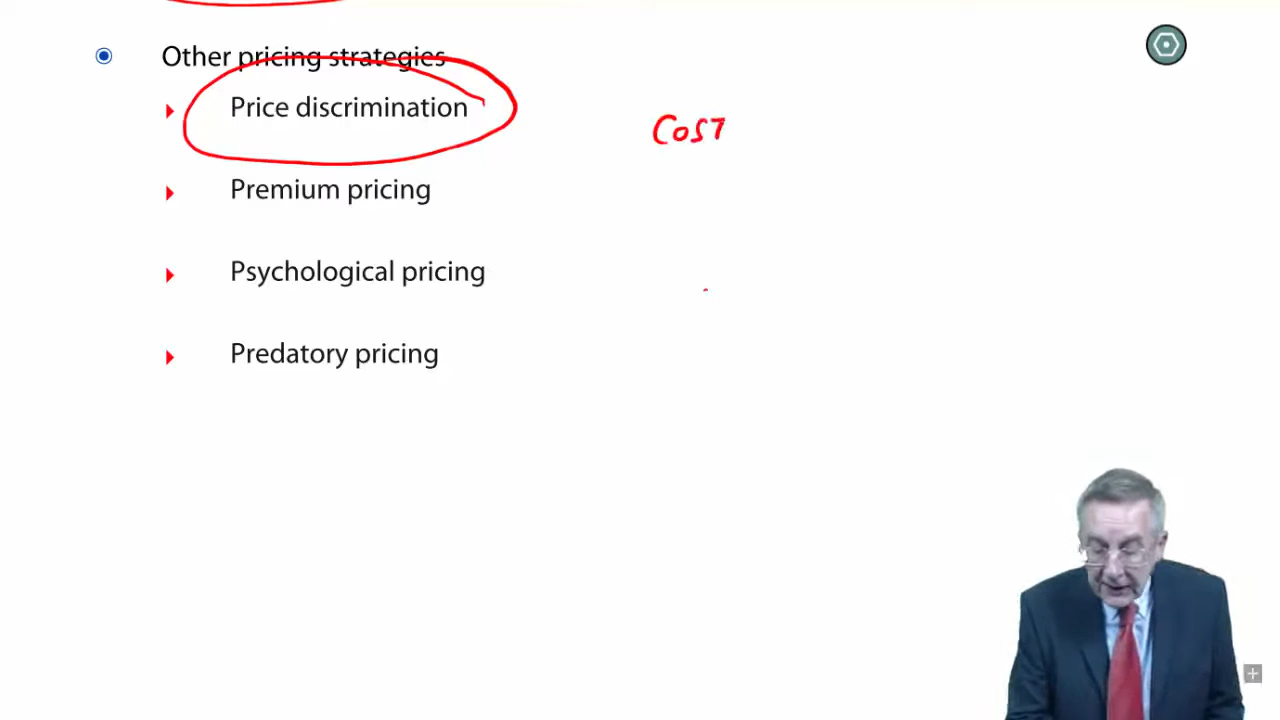 Other pricing strategies
Price discrimination
COST
Premium pricing
Psychological pricing
Predatory pricing